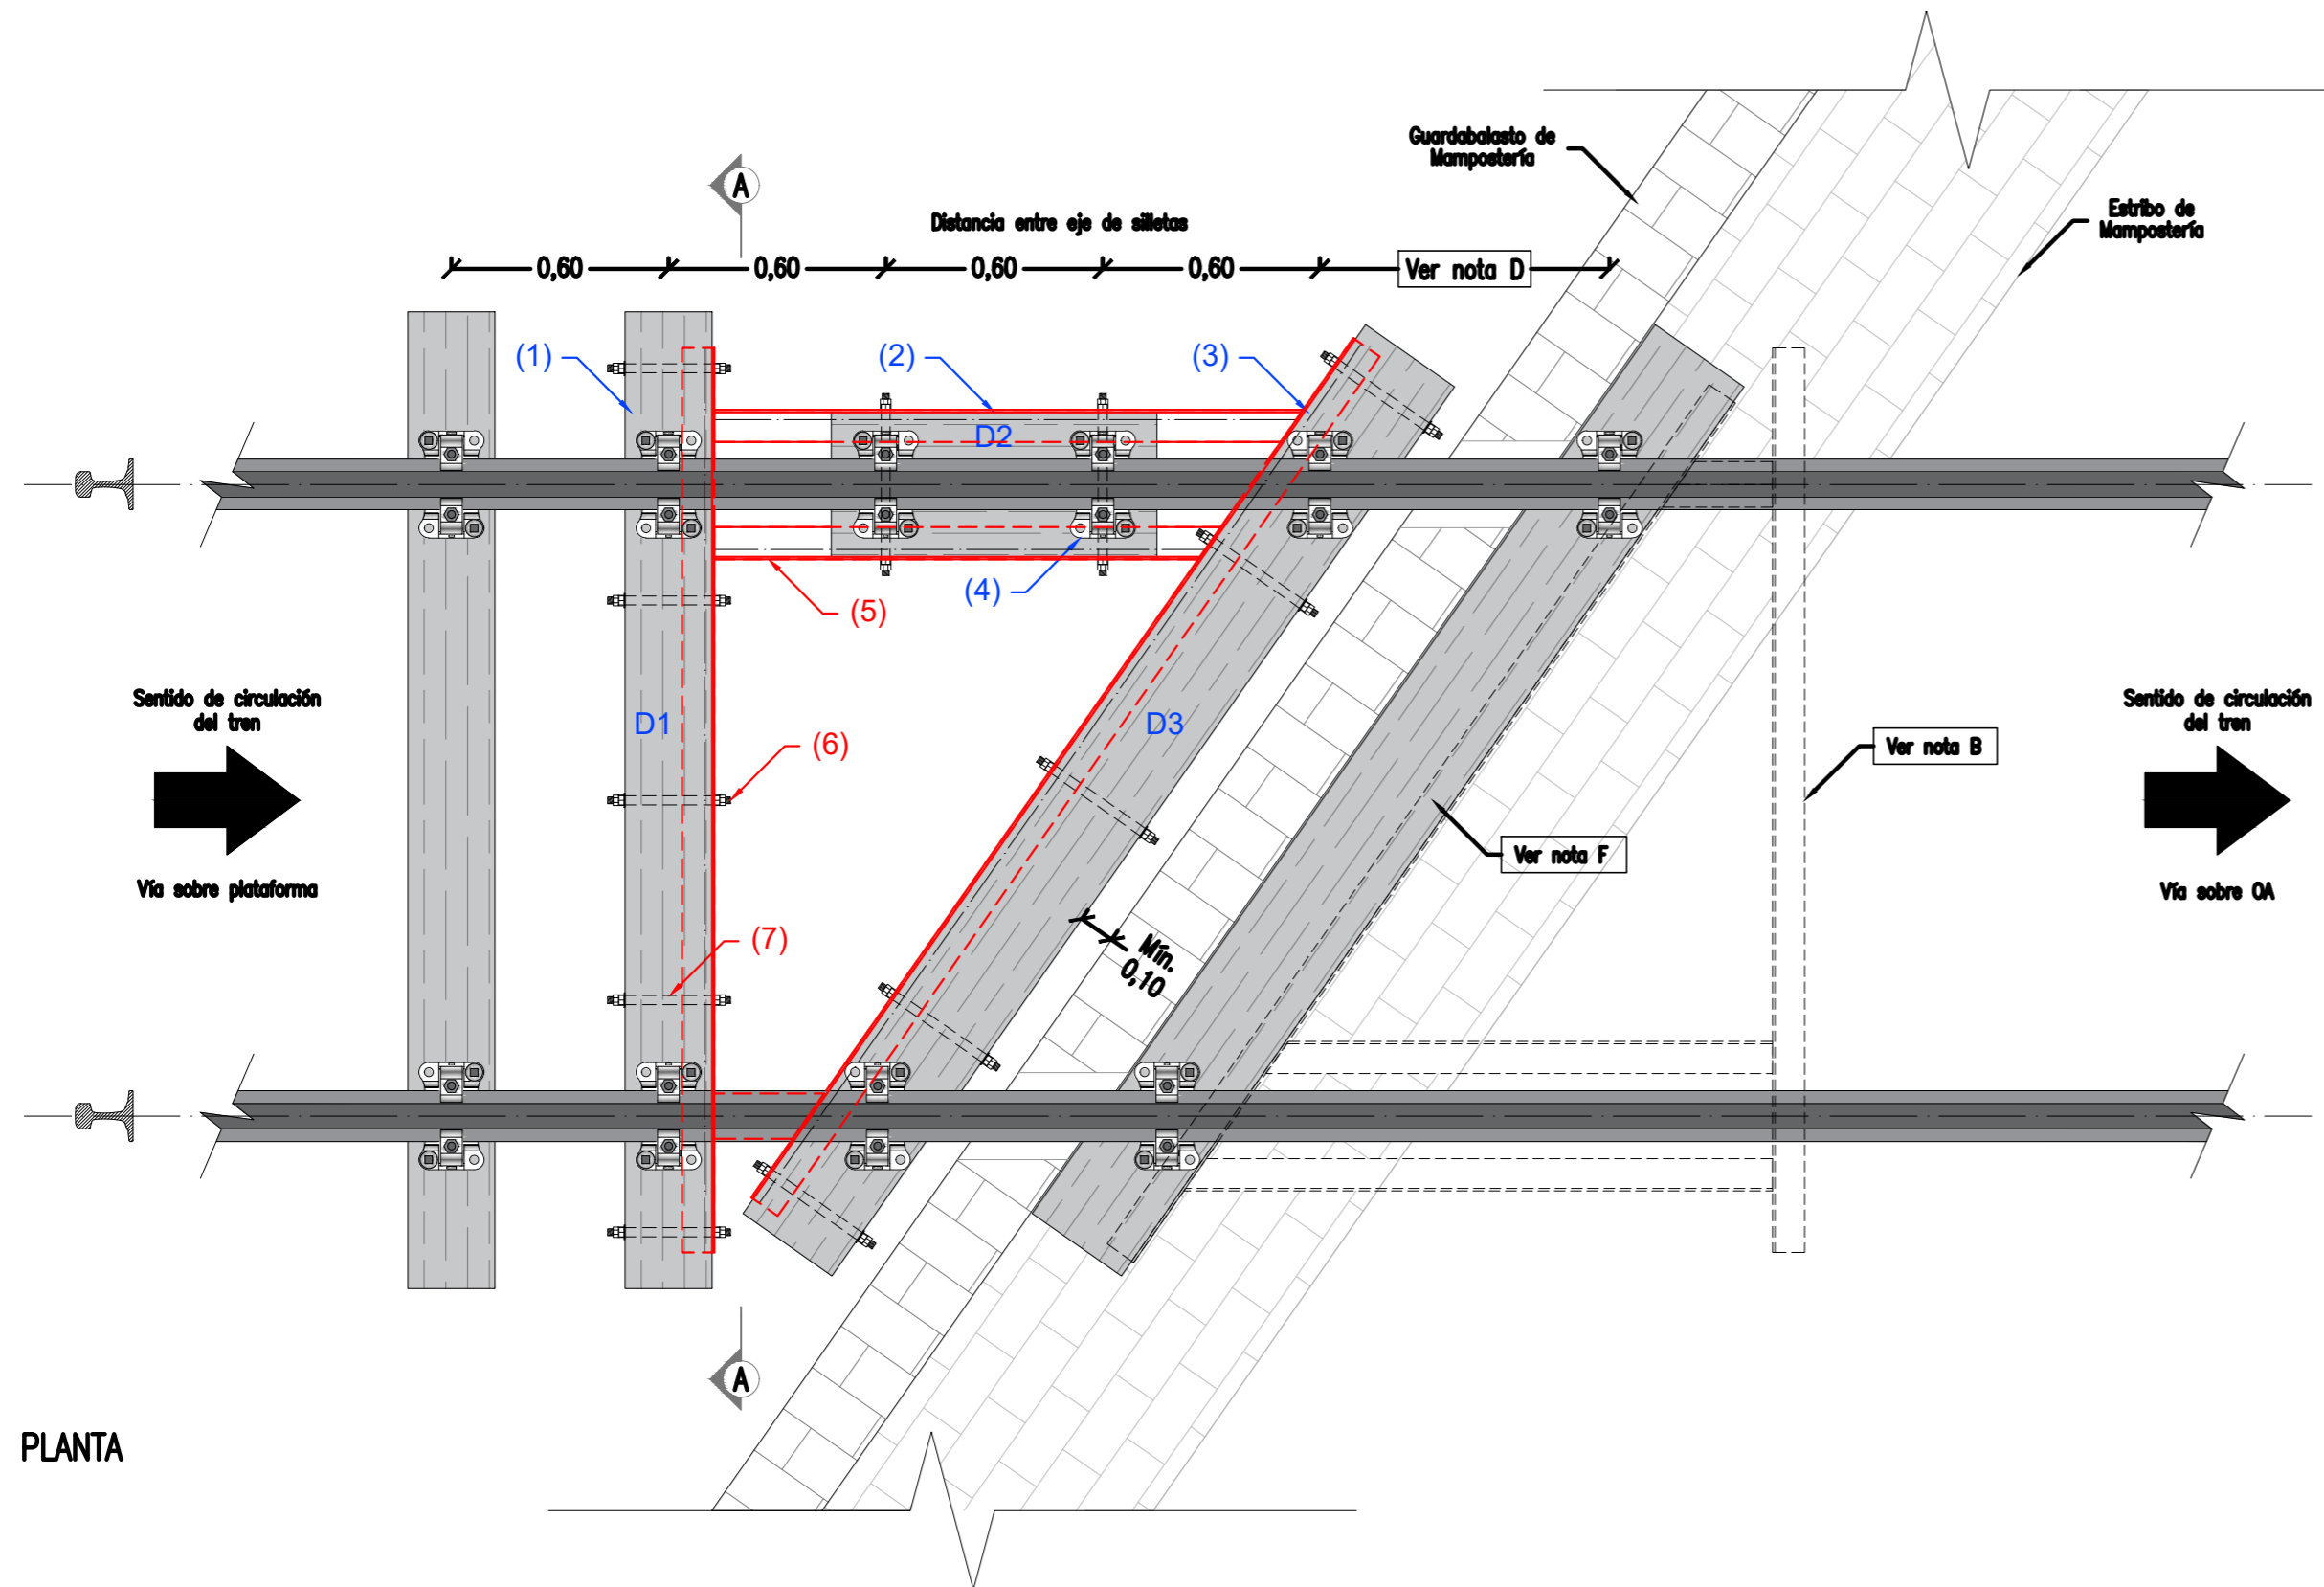 Guardabalasto de
Mampostería
A
Estribo de
Mampostería
Distancia entre eje de silletas
0,60
0,60
0,60
0,60
Ver nota D
(1)
(2)
(3)
D2
(4)
(5)
Sentido de circulación
del tren
D1
D3
(6)
Ver nota B
Sentido de circulación
del tren
Ver nota F
Vía sobre plataforma
Vía sobre OA
(7)
Mín.
0,10
A
PLANTA